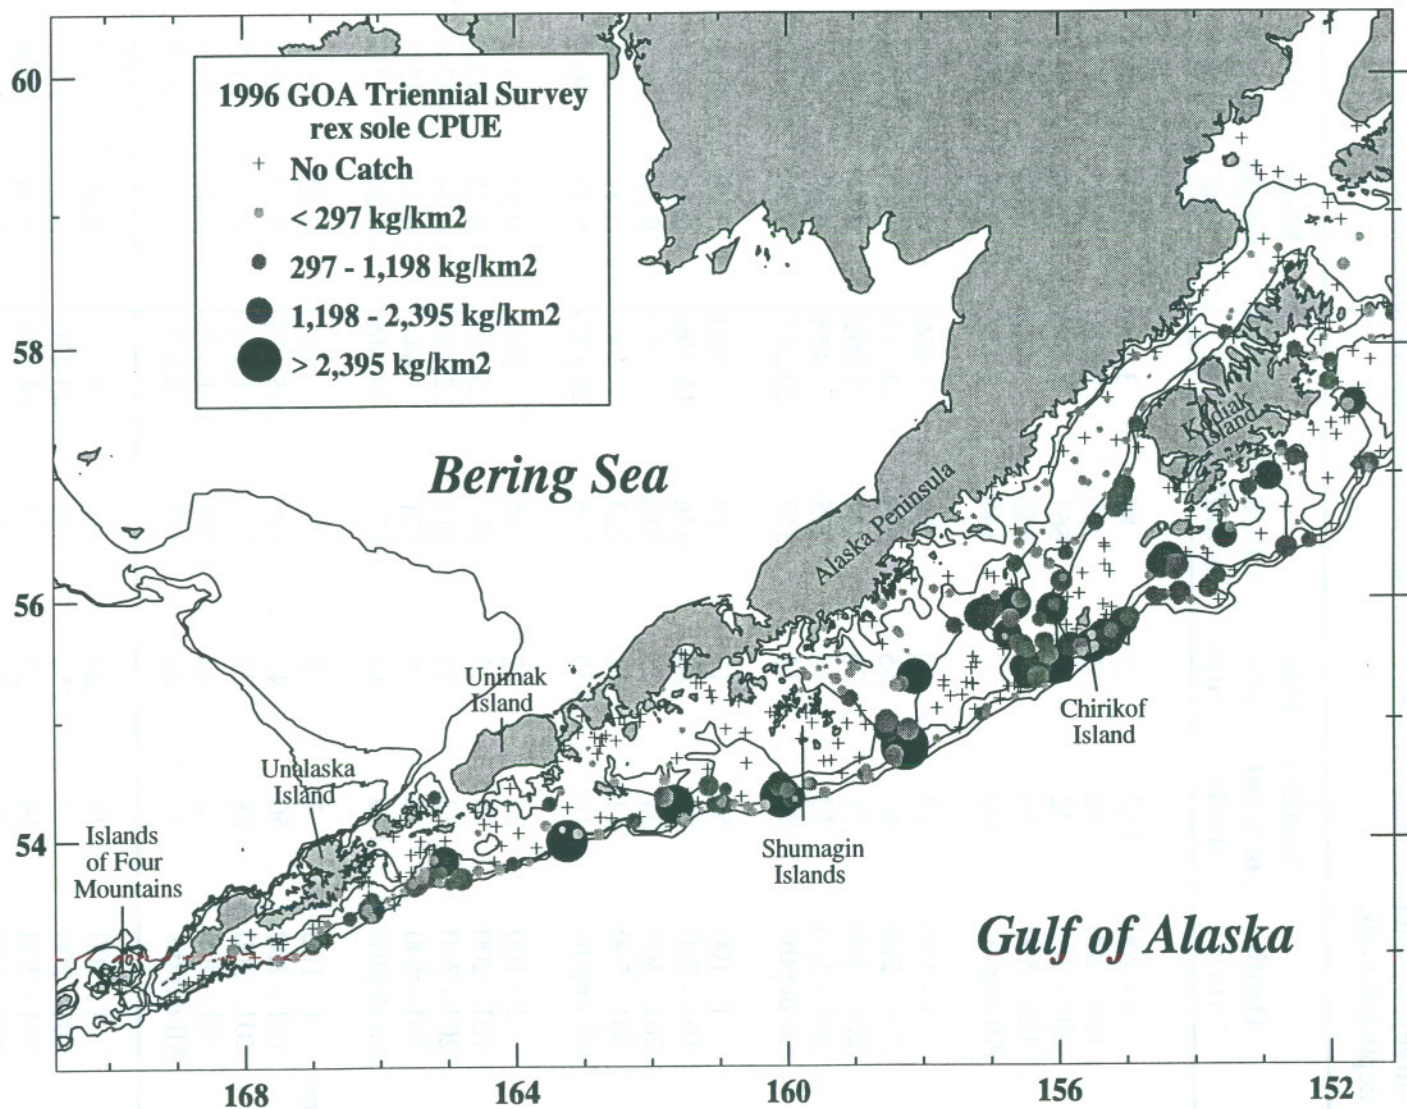 60
58
56
54
1996 GOA Triennial Survey
rex sole CPUE
+ No Catch
< 297 kg/km2
297 - 1,198 kg/km2
1,198 - 2,395 kg/km2
> 2,395 kg/km2
Bering Sea
Kodiak
Island
Alaska Peninsula
Unimak
Island
Unalaska
Island
Islands
of Four
Mountains
Chirikof
Island
Shumagin
Islands
Gulf of Alaska
168
164
160
156
152